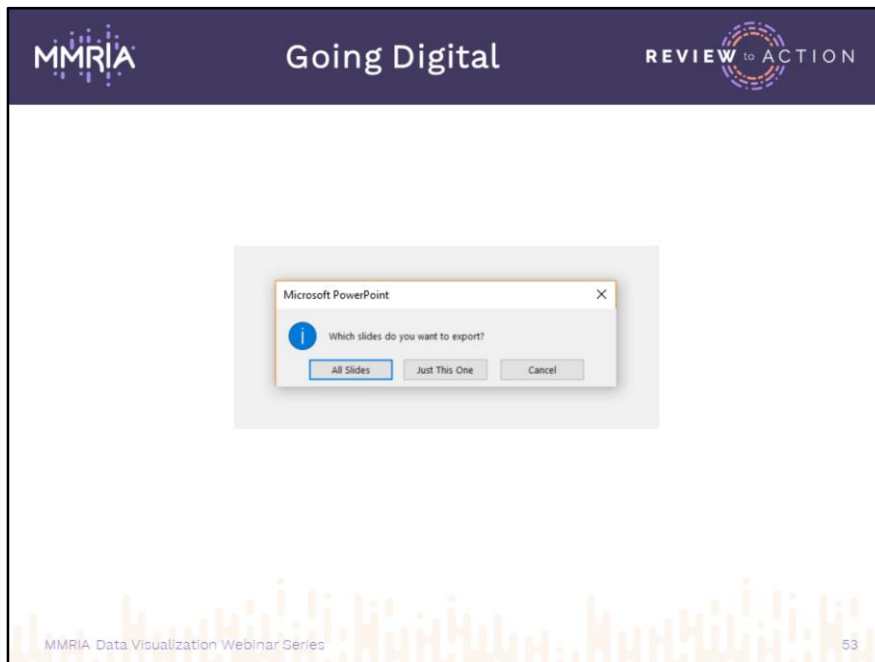 MMRIA
Going Digital
REVIEW to ACTION
Microsoft PowerPoint
Which slides do you want to export?
All Slides Just This One Cancel
MMRIA Data Visualization Webinar Series 53